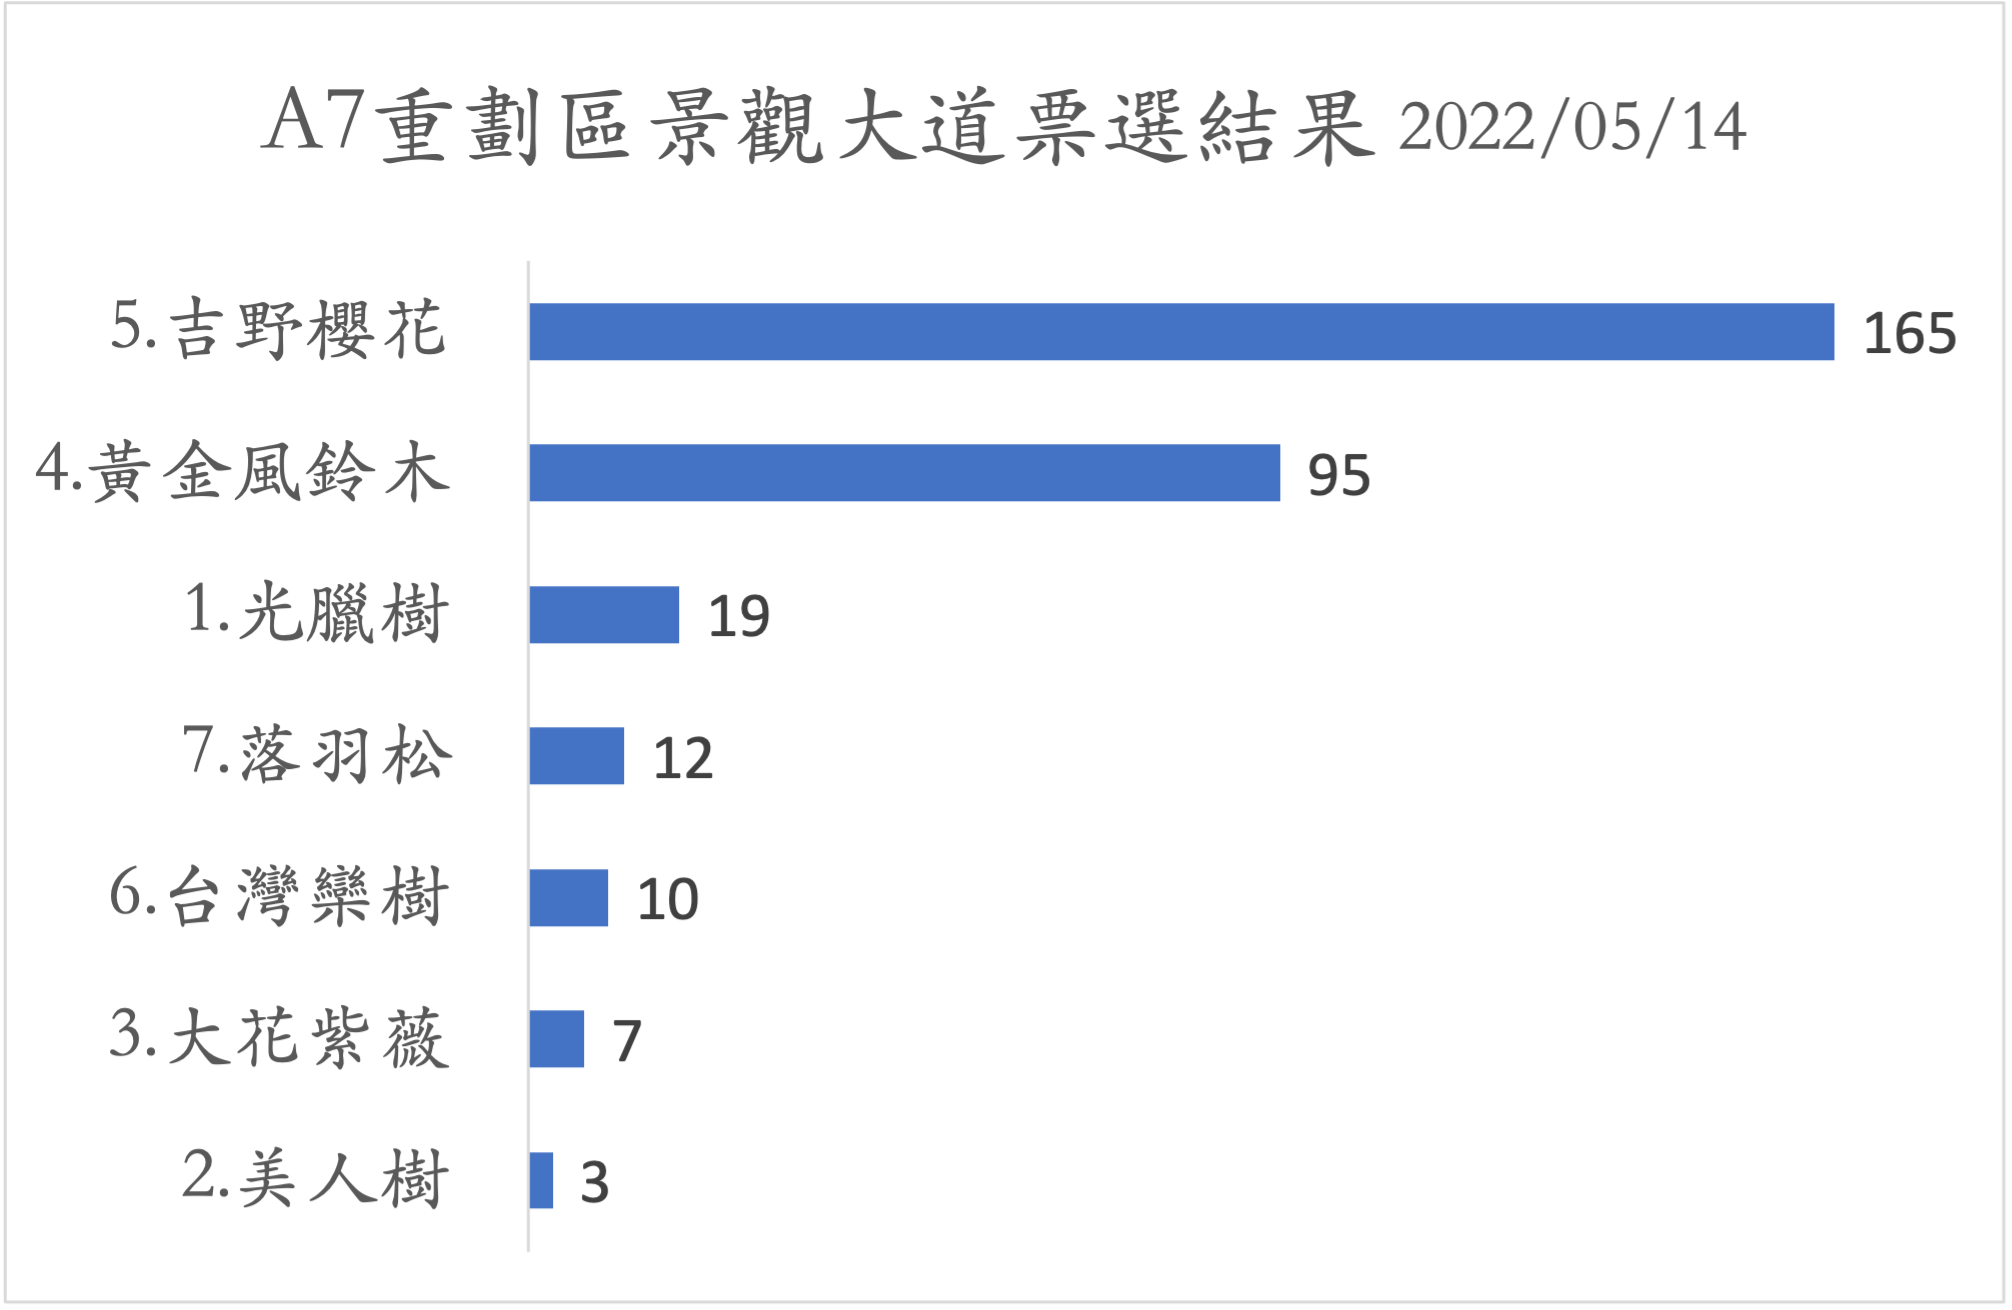 A7重劃區景觀大道票選結果 2022/05/14
5.吉野櫻花 165
4.黃金風鈴木 95
1.光臘樹 19
7.落羽松 12
6.台灣欒樹 10
3.大花紫薇 7
2.美人樹 3